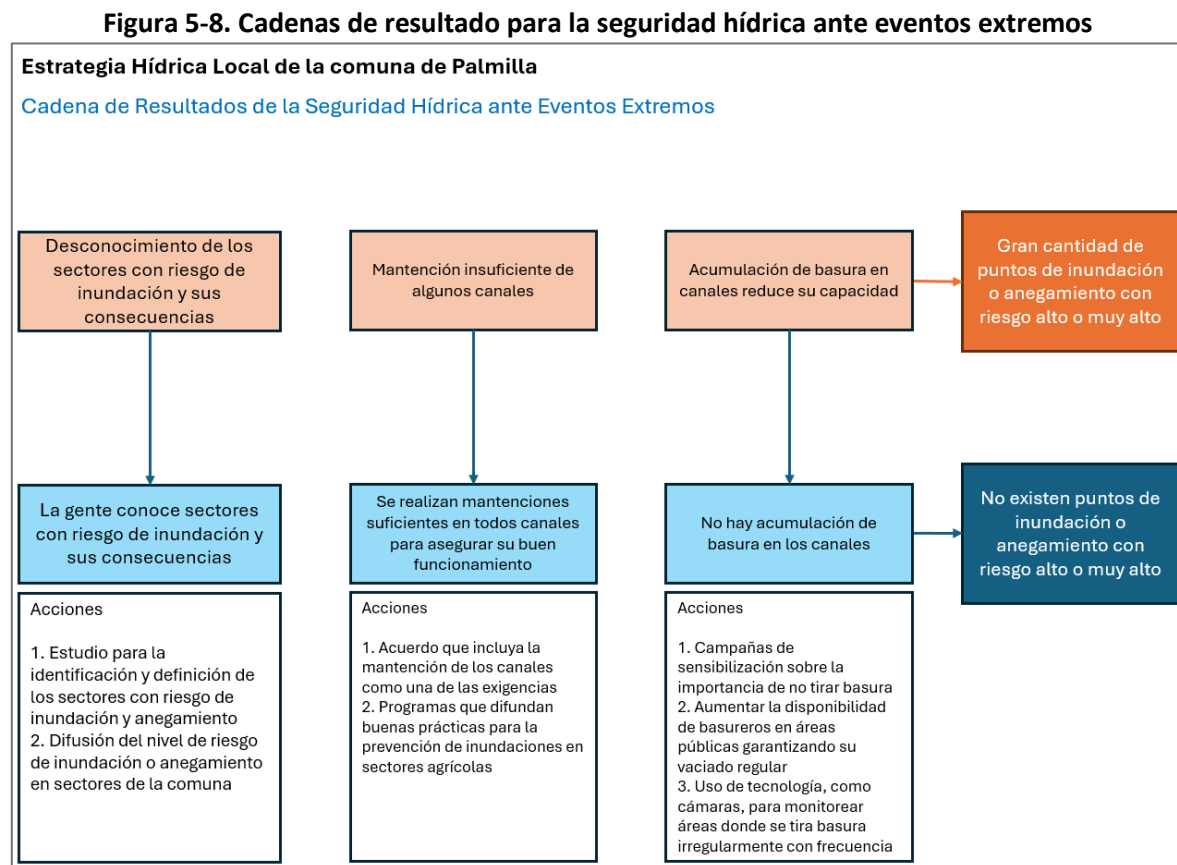 Figura 5-8. Cadenas de resultado para la seguridad hídrica ante eventos extremos
Estrategia Hídrica Local de la comuna de Palmilla
Cadena de Resultados de la Seguridad Hídrica ante Eventos Extremos
Desconocimiento de los
sectores con riesgo de
inundación y sus
consecuencias
Mantención insuficiente de
algunos canales
Acumulación de basura en
canales reduce su capacidad
Gran cantidad de
puntos de inundación
o anegamiento con
riesgo alto o muy alto
La gente conoce sectores
con riesgo de inundación y
sus consecuencias
Se realizan mantenciones
suficientes en todos canales
para asegurar su buen
funcionamiento
No hay acumulación de
basura en los canales
No existen puntos de
inundación o
anegamiento con
riesgo alto o muy alto
Acciones
1. Estudio para la
identificación y definición de
los sectores con riesgo de
inundación y anegamiento
2. Difusión del nivel de riesgo
de inundación o anegamiento
en sectores de la comuna
Acciones
1. Acuerdo que incluya la
mantención de los canales
como una de las exigencias
2. Programas que difundan
buenas prácticas para la
prevención de inundaciones en
sectores agrícolas
Acciones
1. Campañas de
sensibilización sobre la
importancia de no tirar basura
2. Aumentar la disponibilidad
de basureros en áreas
públicas garantizando su
vaciado regular
3. Uso de tecnología, como
cámaras, para monitorear
áreas donde se tira basura
irregularmente con frecuencia